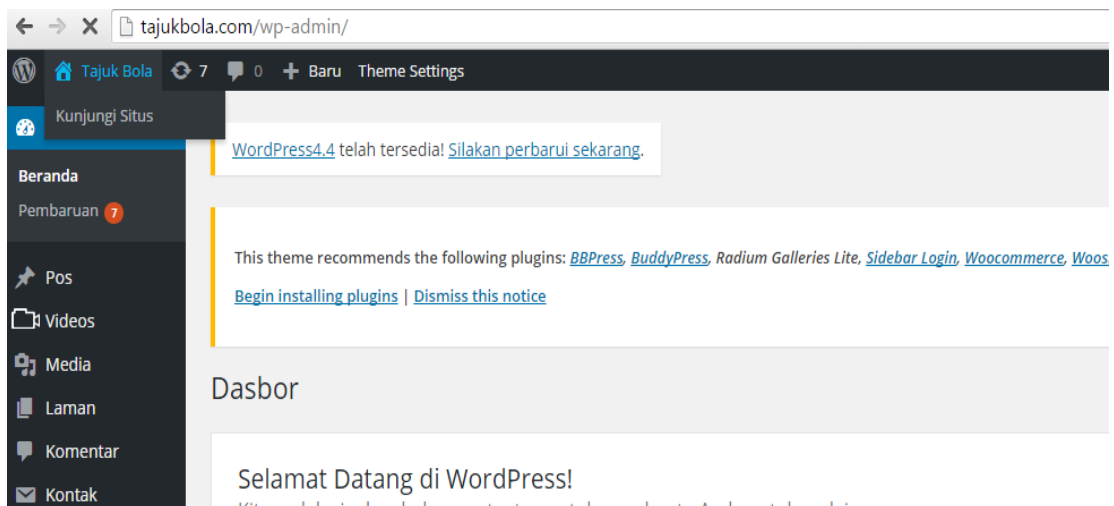 tajukbola.com/wp-admin/
Tajuk Bola 7 0 + Baru Theme Settings
Kunjungi Situs
WordPress4.4 telah tersedia! Silakan perbarui sekarang.
Beranda
Pembaruan 7
This theme recommends the following plugins: BBPress, BuddyPress, Radium Galleries Lite, Sidebar Login, Woocommerce,
Begin installing plugins | Dismiss this notice
Pos
Videos
Media
Dasbor
Laman
Komentar
Selamat Datang di WordPress!
Kontak